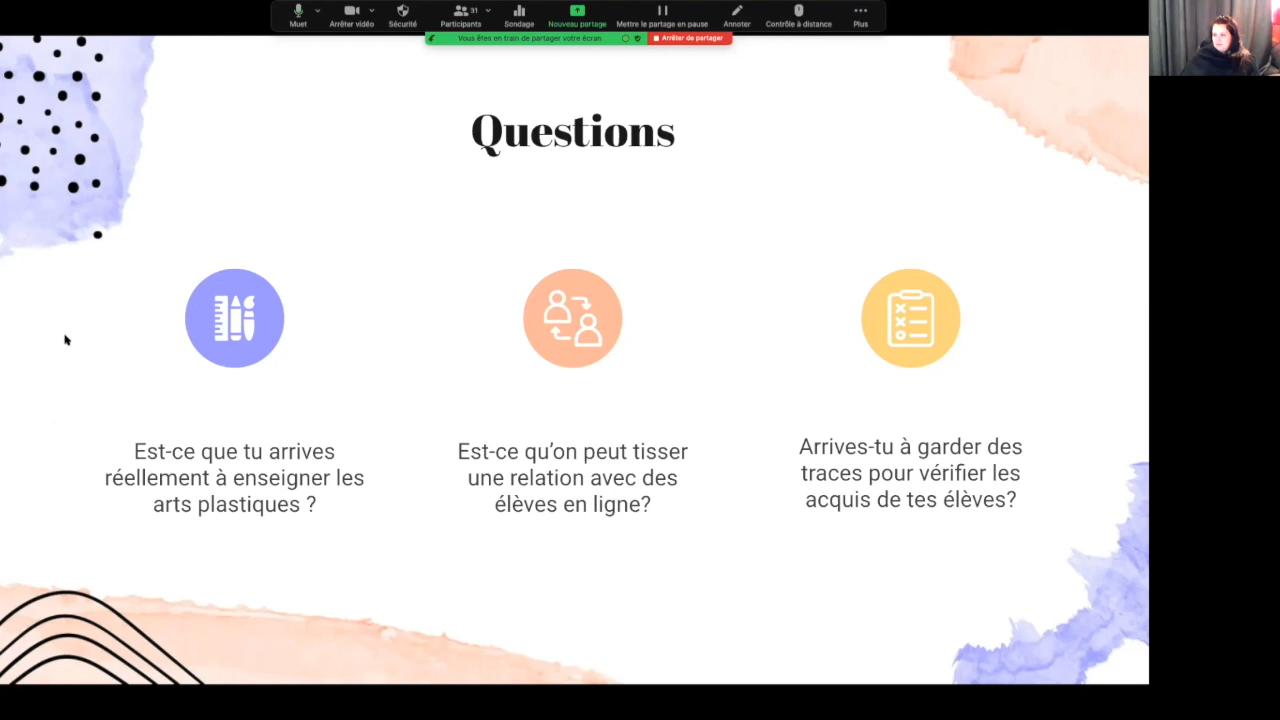 Muet
Arrêter vidéo
Sécurité
Participants
31
Sondage
Nouveau partage
Mettre le partage en pause
Annoter
Contrôle à distance
Plus
Vous êtes en train de partager votre écran
Arrêter de partager
Questions
Est-ce que tu arrives
réellement à enseigner les
arts plastiques ?
Est-ce qu’on peut tisser
une relation avec des
élèves en ligne?
Arrives-tu à garder des
traces pour vérifier les
acquis de tes élèves?